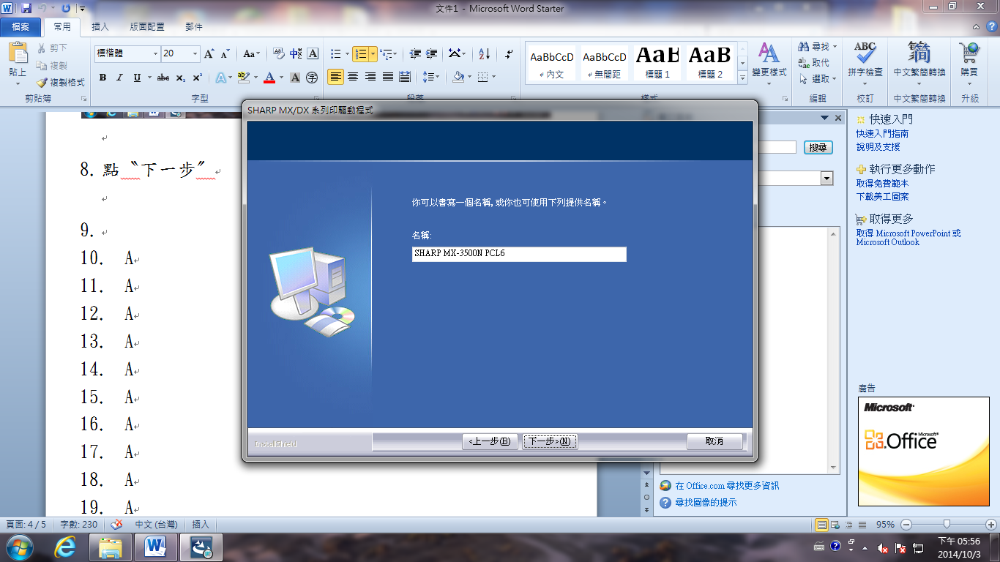 文件1 - Microsoft Word Starter
檔案 常用 插入 版面配置 郵件
貼上
剪下
複製
複製格式
剪貼簿
標楷體 20
字型
段落
AaBbCcD AaBbCcD AaB AaB
內文 無間距 標題 1 標題 2
變更樣式
樣式
尋找
取代
選取
編輯
ABC
拼字檢查
校訂
中文繁簡轉換
中文繁簡轉換
購買
升級
8. 點〝下一步〞
9.
10. A
11. A
12. A
13. A
14. A
15. A
16. A
17. A
18. A
19. A
SHARP MX/DX 系列印驅動程式
你可以書寫一個名稱, 或你也可使用下列提供名稱。
名稱:
SHARP MX-3500N PCL6
InstallShield
<上一步(B) 下一步>(N) 取消
搜尋
在 Office.com 尋找更多資訊
尋找圖像的提示
快速入門
快速入門指南
說明及支援
執行更多動作
取得免費範本
下載美工圖案
取得更多
取得 Microsoft PowerPoint 或
Microsoft Outlook
廣告
Microsoft
Microsoft
Office
頁面: 4 / 5 字數: 230 中文 (台灣) 插入 95%
下午 05:56
2014/10/3